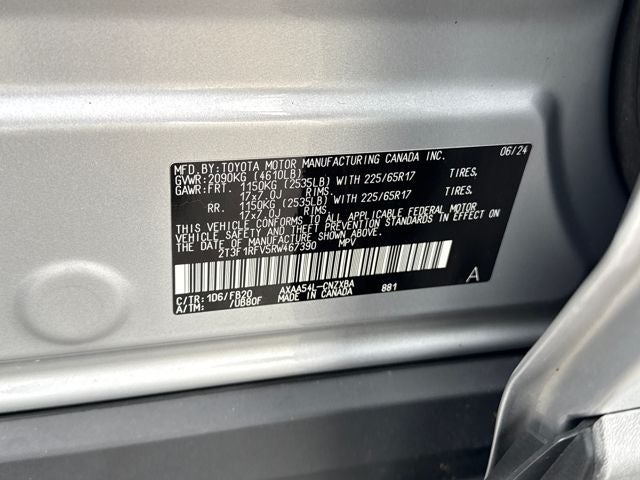 MFD.BY:TOYOTA MOTOR MANUFACTURING CANADA INC. 06/24
GVWR:2090KG (4610LB)
GAWR:FRT. 1150KG (2535LB) WITH 225/65R17 TIRES,
17x7.0J RIMS,
RR. 1150KG (2535LB) WITH 225/65R17 TIRES,
17x7.0J RIMS,
THIS VEHICLE CONFORMS TO ALL APPLICABLE FEDERAL MOTOR
VEHICLE SAFETY AND THEFT PREVENTION STANDARDS IN EFFECT ON
THE DATE OF MANUFACTURE SHOWN ABOVE.
2T3F1RFV5RW467390 MPV
C/TR:1D6/FB20 AXAA54L-CNZXBA 881 A
A/TM: /UB80F MADE IN CANADA